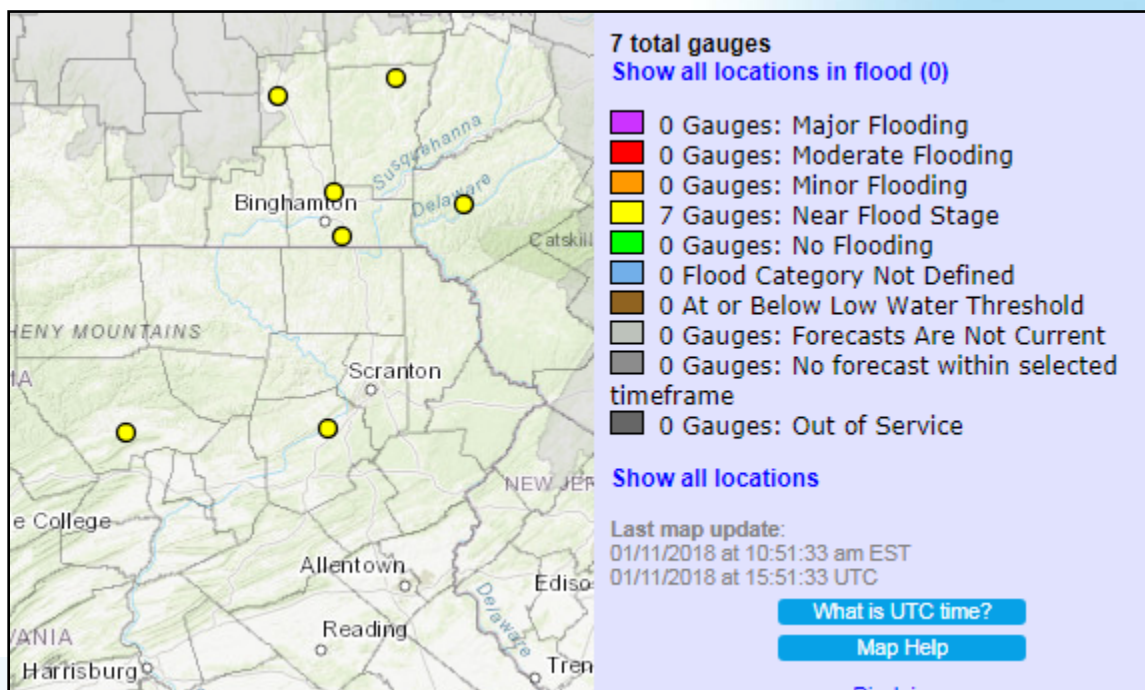 Susquahanna
Binghamton
Delaware
Catskill
HENY MOUNTAINS
IA
Scranton
NEW JER
e College
Allentown
Ediso
Delaware
VANIA
Reading
Harrisburg
Tren
7 total gauges
Show all locations in flood (0)
0 Gauges: Major Flooding
0 Gauges: Moderate Flooding
0 Gauges: Minor Flooding
7 Gauges: Near Flood Stage
0 Gauges: No Flooding
0 Flood Category Not Defined
0 At or Below Low Water Threshold
0 Gauges: Forecasts Are Not Current
0 Gauges: No forecast within selected
timeframe
0 Gauges: Out of Service
Show all locations
Last map update:
01/11/2018 at 10:51:33 am EST
01/11/2018 at 15:51:33 UTC
What is UTC time?
Map Help